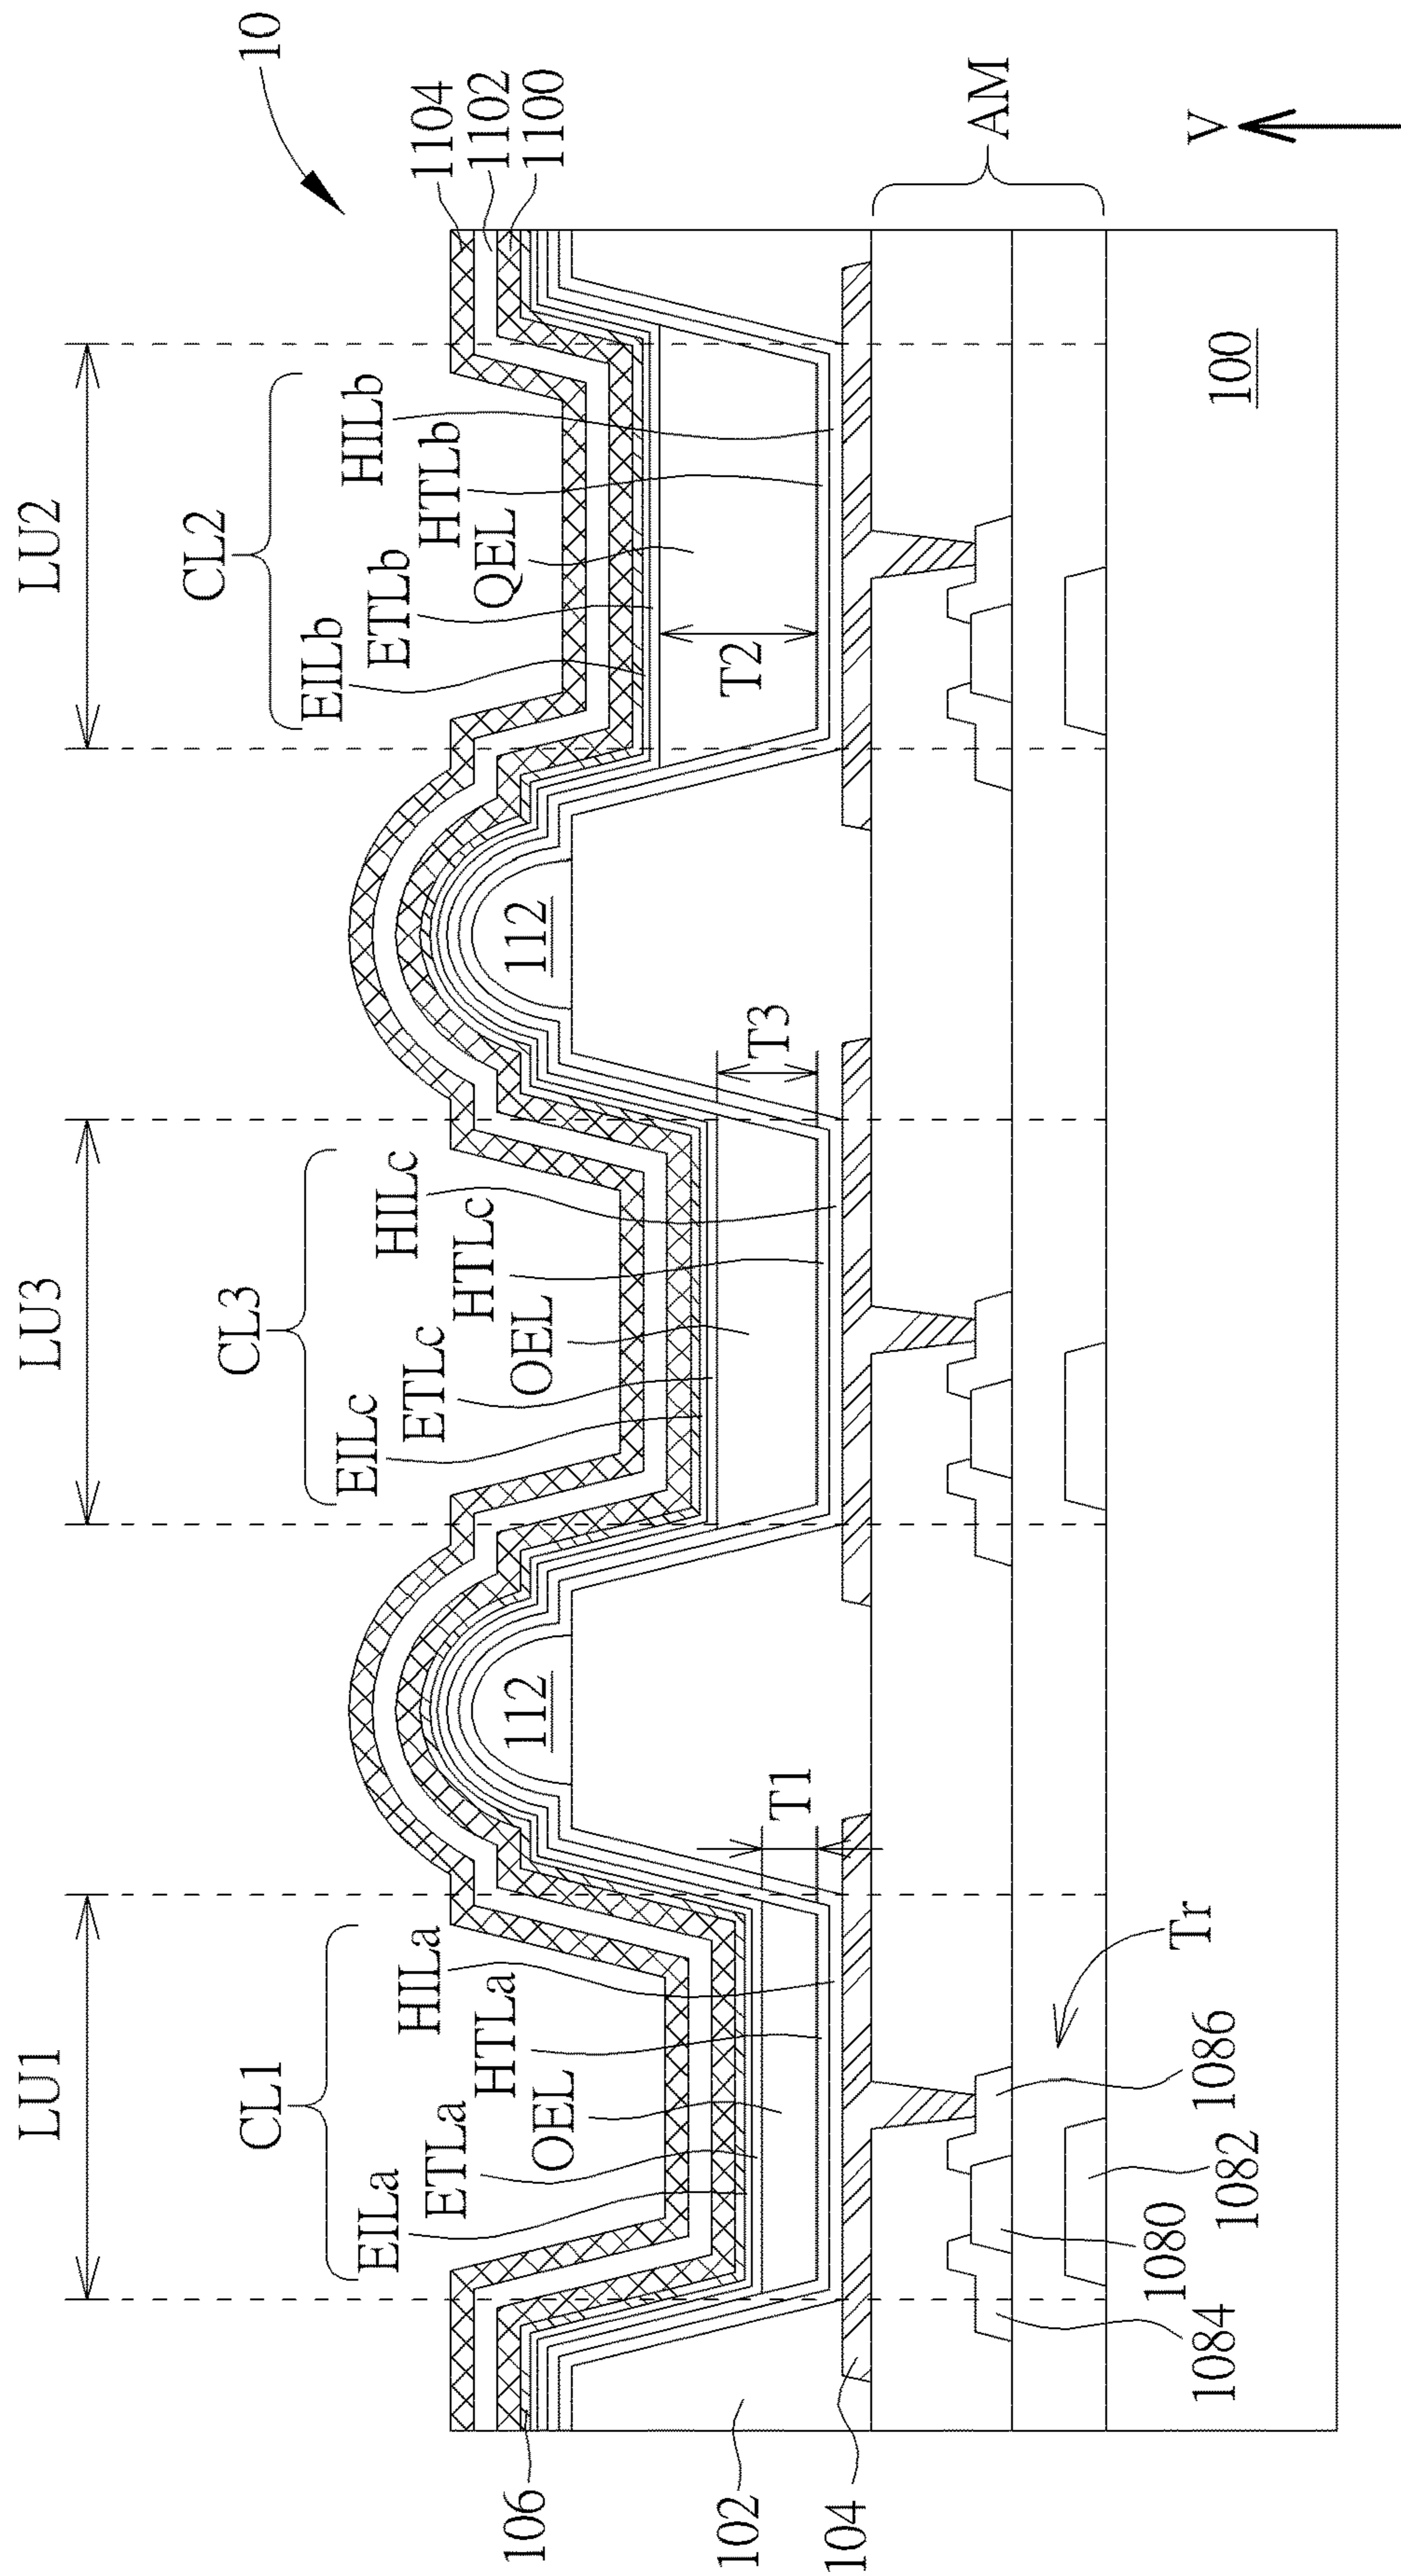 10
LU1
LU3
LU2
CL1
CL3
CL2
EILa
ETLa
OEL
HTLa
HILa
EILc
ETLc
OEL
HTLc
HILc
EILb
ETLb
QEL
HTLb
HILb
1104
1102
1100
106
112
112
T1
T3
T2
102
104
AM
Tr
1084
1080
1082
1086
100
V